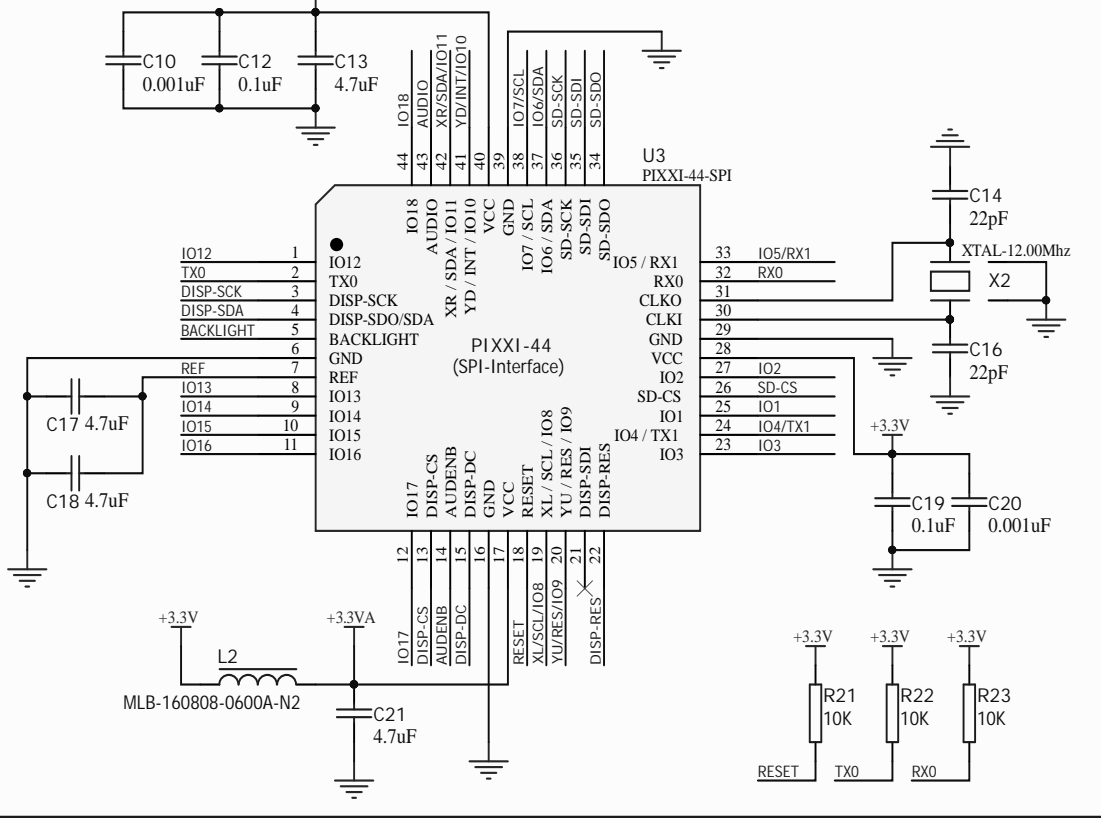 C10
0.001uF
C12
0.1uF
C13
4.7uF
IO18
AUDIO
XR/SDA/IO11
YD/INT/IO10
IO7/SCL
IO6/SDA
SD-SCK
SD-SDI
SD-SDO
44
43
42
41
40
39
38
37
36
35
34
U3
PIXXI-44-SPI
IO18
AUDIO
XR / SDA / IO11
YD / INT / IO10
VCC
GND
IO7 / SCL
IO6 / SDA
SD-SCK
SD-SDI
SD-SDO
C14
22pF
XTAL-12.00Mhz
X2
C16
22pF
IO12 1 IO12
TX0 2 TX0
DISP-SCK 3 DISP-SCK
DISP-SDA 4 DISP-SDO/SDA
BACKLIGHT 5 BACKLIGHT
6 GND
REF 7 REF
IO13 8 IO13
IO14 9 IO14
IO15 10 IO15
IO16 11 IO16
PIXXI-44
(SPI-Interface)
IO5 / RX1 33 IO5/RX1
RX0 32 RX0
CLKO 31
CLKI 30
GND 29
VCC 28
IO2 27 IO2
SD-CS 26 SD-CS
IO1 25 IO1
IO4 / TX1 24 IO4/TX1
IO3 23 IO3
C17 4.7uF
C18 4.7uF
+3.3V
C19
0.1uF
C20
0.001uF
IO17
DISP-CS
AUDENB
DISP-DC
GND
VCC
RESET
XL / SCL / IO8
YU / RES / IO9
DISP-SDI
DISP-RES
12
13
14
15
16
17
18
19
20
21
22
IO17
DISP-CS
AUDENB
DISP-DC
RESET
XL/SCL/IO8
YU/RES/IO9
DISP-RES
+3.3V
+3.3VA
L2
MLB-160808-0600A-N2
C21
4.7uF
+3.3V
+3.3V
+3.3V
R21
10K
R22
10K
R23
10K
RESET
TX0
RX0